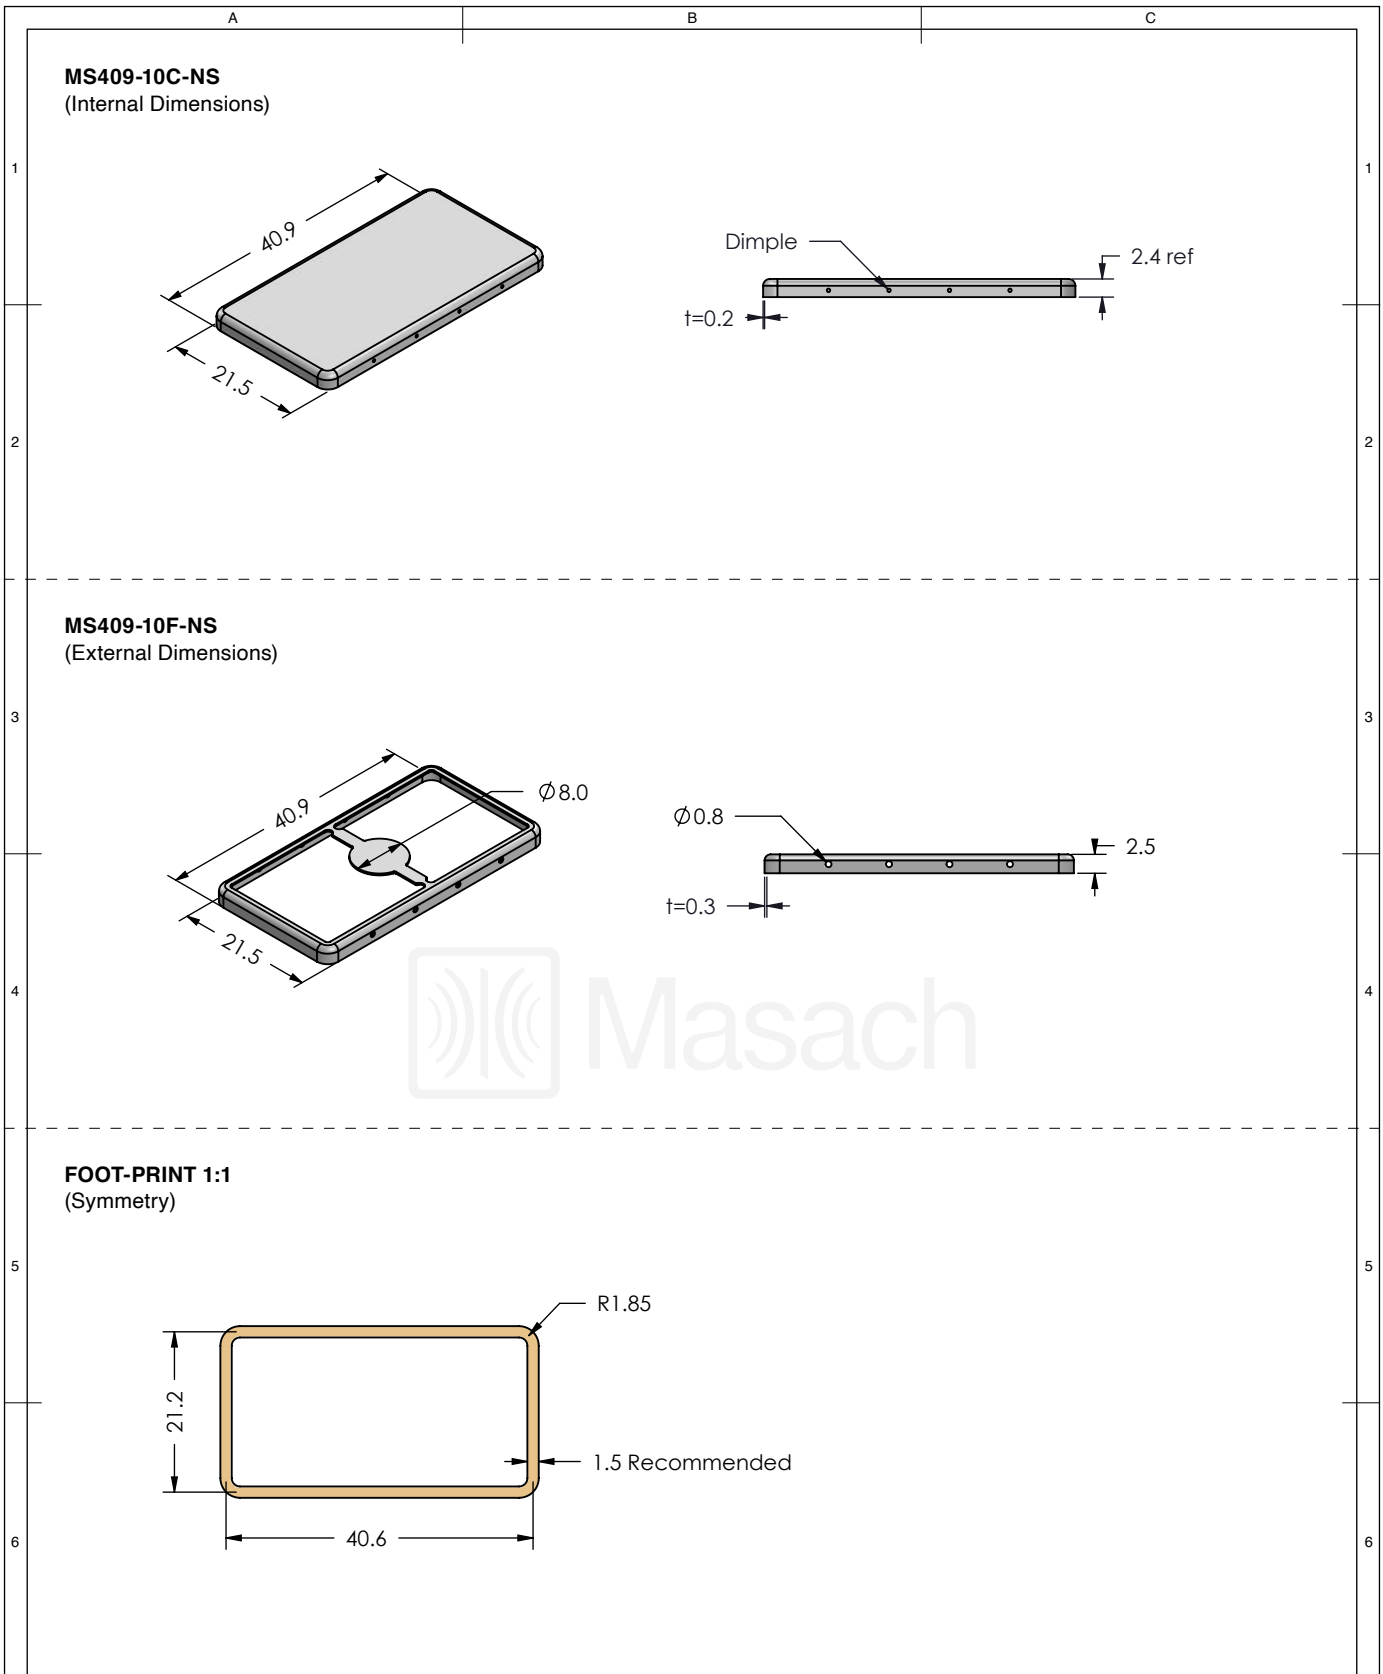 A B C
MS409-10C-NS
(Internal Dimensions)
1 1
40.9
21.5
Dimple
2.4 ref
t=0.2
2 2
MS409-10F-NS
(External Dimensions)
3 3
40.9
Ø8.0
21.5
Ø0.8
2.5
t=0.3
4 4
Masach
FOOT-PRINT 1:1
(Symmetry)
5 5
R1.85
21.2
1.5 Recommended
40.6
6 6